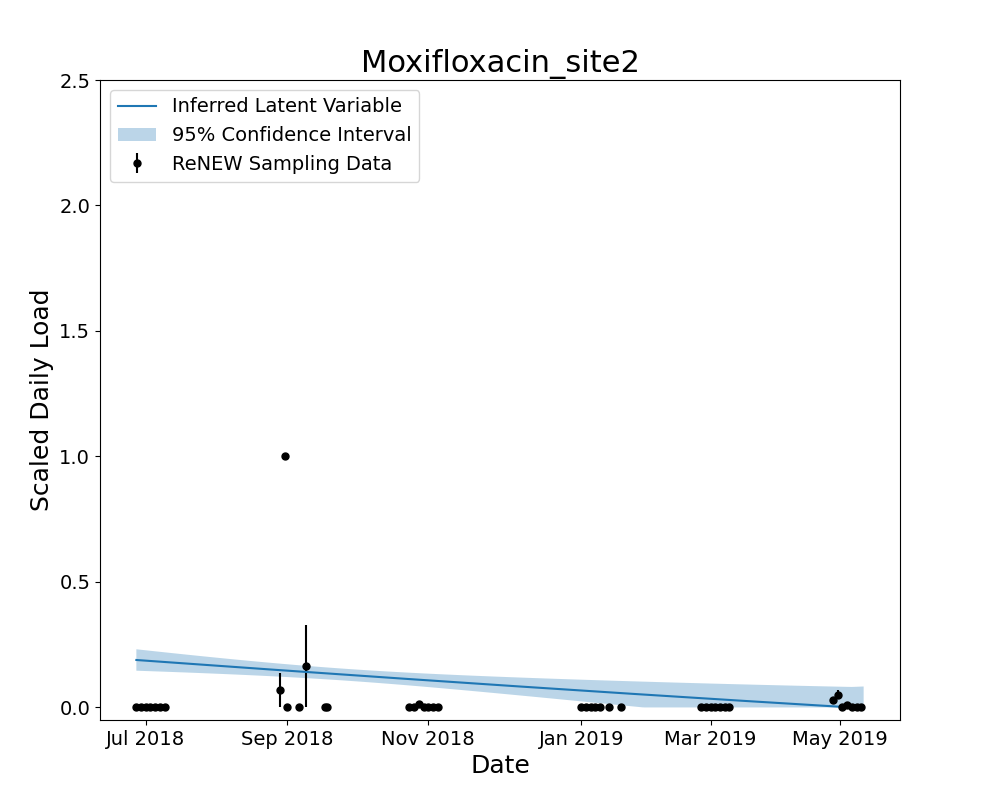 Moxifloxacin_site2
Inferred Latent Variable
95% Confidence Interval
ReNEW Sampling Data
Scaled Daily Load
2.5
2.0
1.5
1.0
0.5
0.0
Jul 2018 Sep 2018 Nov 2018 Jan 2019 Mar 2019 May 2019
Date